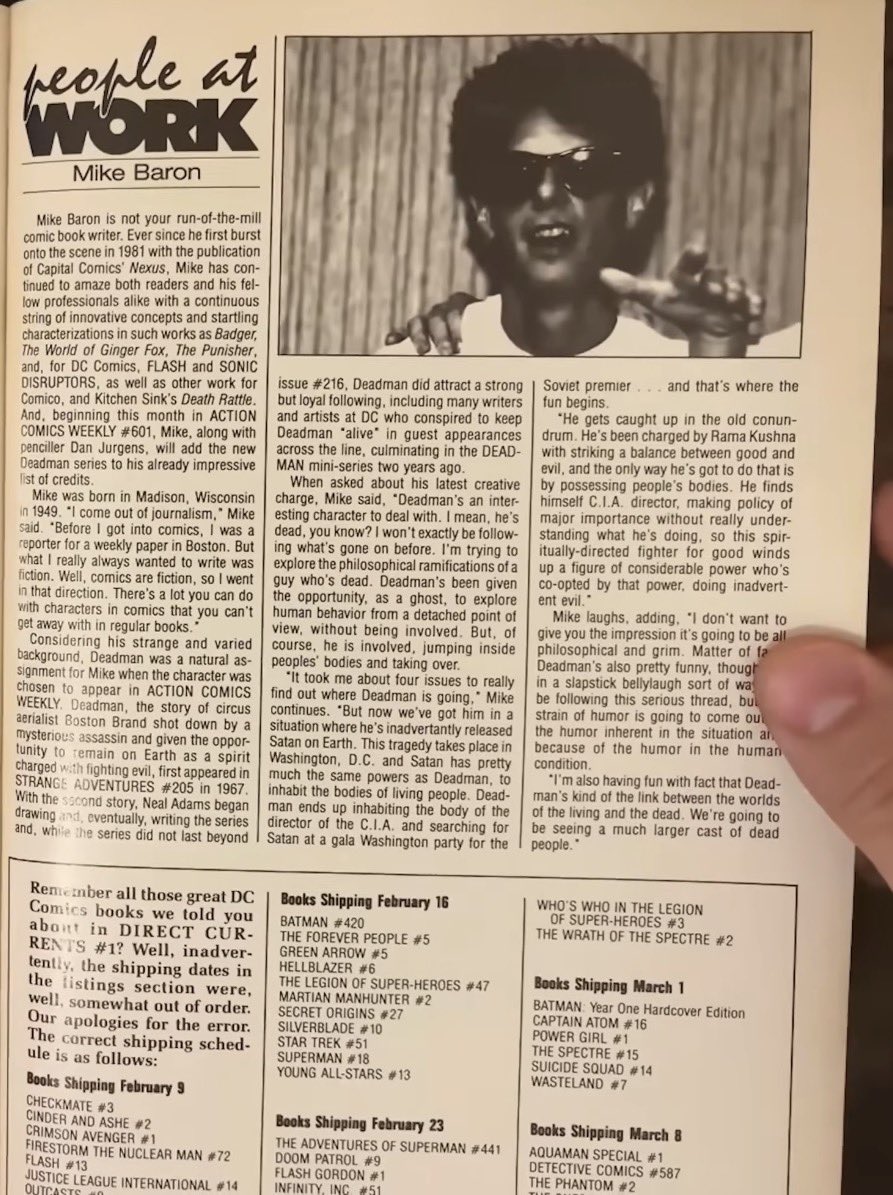 people at
WORK
Mike Baron
Mike Baron is not your run-of-the-mill
comic book writer. Ever since he first burst
onto the scene in 1981 with the publication
of Capital Comics' Nexus, Mike has con-
tinued to amaze both readers and his fel-
low professionals alike with a continuous
string of innovative concepts and startling
characterizations in such works as Badger,
The World of Ginger Fox, The Punisher,
and, for DC Comics, FLASH and SONIC
DISRUPTORS, as well as other work for
Comico, and Kitchen Sink's Death Rattle.
And, beginning this month in ACTION
COMICS WEEKLY #601, Mike, along with
penciller Dan Jurgens, will add the new
Deadman series to his already impressive
list of credits.
Mike was born in Madison, Wisconsin
in 1949. "I come out of journalism," Mike
said. "Before I got into comics, I was a
reporter for a weekly paper in Boston. But
what I really always wanted to write was
fiction. Well, comics are fiction, so I went
in that direction. There's a lot you can do
with characters in comics that you can't
get away with in regular books."
Considering his strange and varied
background, Deadman was a natural as-
signment for Mike when the character was
chosen to appear in ACTION COMICS
WEEKLY. Deadman, the story of circus
aerialist Boston Brand shot down by a
mysterious assassin and given the oppor-
tunity to remain on Earth as a spirit
charged with fighting evil, first appeared in
STRANGE ADVENTURES #205 in 1967.
With the second story, Neal Adams began
drawing and, eventually, writing the series
and, while the series did not last beyond
issue #216, Deadman did attract a strong
but loyal following, including many writers
and artists at DC who conspired to keep
Deadman "alive" in guest appearances
across the line, culminating in the DEAD-
MAN mini-series two years ago.
When asked about his latest creative
charge, Mike said, "Deadman's an inter-
esting character to deal with. I mean, he's
dead, you know? I won't exactly be follow-
ing what's gone on before. I'm trying to
explore the philosophical ramifications of a
guy who's dead. Deadman's been given
the opportunity, as a ghost, to explore
human behavior from a detached point of
view, without being involved. But, of
course, he is involved, jumping inside
peoples' bodies and taking over.
"It took me about four issues to really
find out where Deadman is going," Mike
continues. "But now we've got him in a
situation where he's inadvertantly released
Satan on Earth. This tragedy takes place in
Washington, D.C. and Satan has pretty
much the same powers as Deadman, to
inhabit the bodies of living people. Dead-
man ends up inhabiting the body of the
director of the C.I.A. and searching for
Satan at a gala Washington party for the
Soviet premier . . . and that's where the
fun begins.
"He gets caught up in the old conun-
drum. He's been charged by Rama Kushna
with striking a balance between good and
evil, and the only way he's got to do that is
by possessing people's bodies. He finds
himself C.I.A. director, making policy of
major importance without really under-
standing what he's doing, so this spir-
itually-directed fighter for good winds
up a figure of considerable power who's
co-opted by that power, doing inadvert-
ent evil."
Mike laughs, adding, "I don't want to
give you the impression it's going to be all
philosophical and grim. Matter of
Deadman's also pretty funny,
in a slapstick bellylaugh sort of
be following this serious thread,
strain of humor is going to come
the humor inherent in the situation
because of the humor in the human
condition.
"I'm also having fun with fact that Dead-
man's kind of the link between the worlds
of the living and the dead. We're going to
be seeing a much larger cast of dead
people."
Remember all those great DC
Comics books we told you
about in DIRECT CUR-
RENTS #1? Well, inadver-
tently, the shipping dates in
the listings section were,
well, somewhat out of order.
Our apologies for the error.
The correct shipping sched-
ule is as follows:
Books Shipping February 9
CHECKMATE #3
CINDER AND ASHE #2
CRIMSON AVENGER #1
FIRESTORM THE NUCLEAR MAN #72
FLASH #13
JUSTICE LEAGUE INTERNATIONAL #14
OUTCASTS
Books Shipping February 16
BATMAN #420
THE FOREVER PEOPLE #5
GREEN ARROW #5
HELLBLAZER #6
THE LEGION OF SUPER-HEROES #47
MARTIAN MANHUNTER #2
SECRET ORIGINS #27
SILVERBLADE #10
STAR TREK #51
SUPERMAN #18
YOUNG ALL-STARS #13
Books Shipping February 23
THE ADVENTURES OF SUPERMAN #441
DOOM PATROL #9
FLASH GORDON #1
INFINITY, INC. #51
WHO'S WHO IN THE LEGION
OF SUPER-HEROES #3
THE WRATH OF THE SPECTRE #2
Books Shipping March 1
BATMAN: Year One Hardcover Edition
CAPTAIN ATOM #16
POWER GIRL #1
THE SPECTRE #15
SUICIDE SQUAD #14
WASTELAND #7
Books Shipping March 8
AQUAMAN SPECIAL #1
DETECTIVE COMICS #587
THE PHANTOM #2